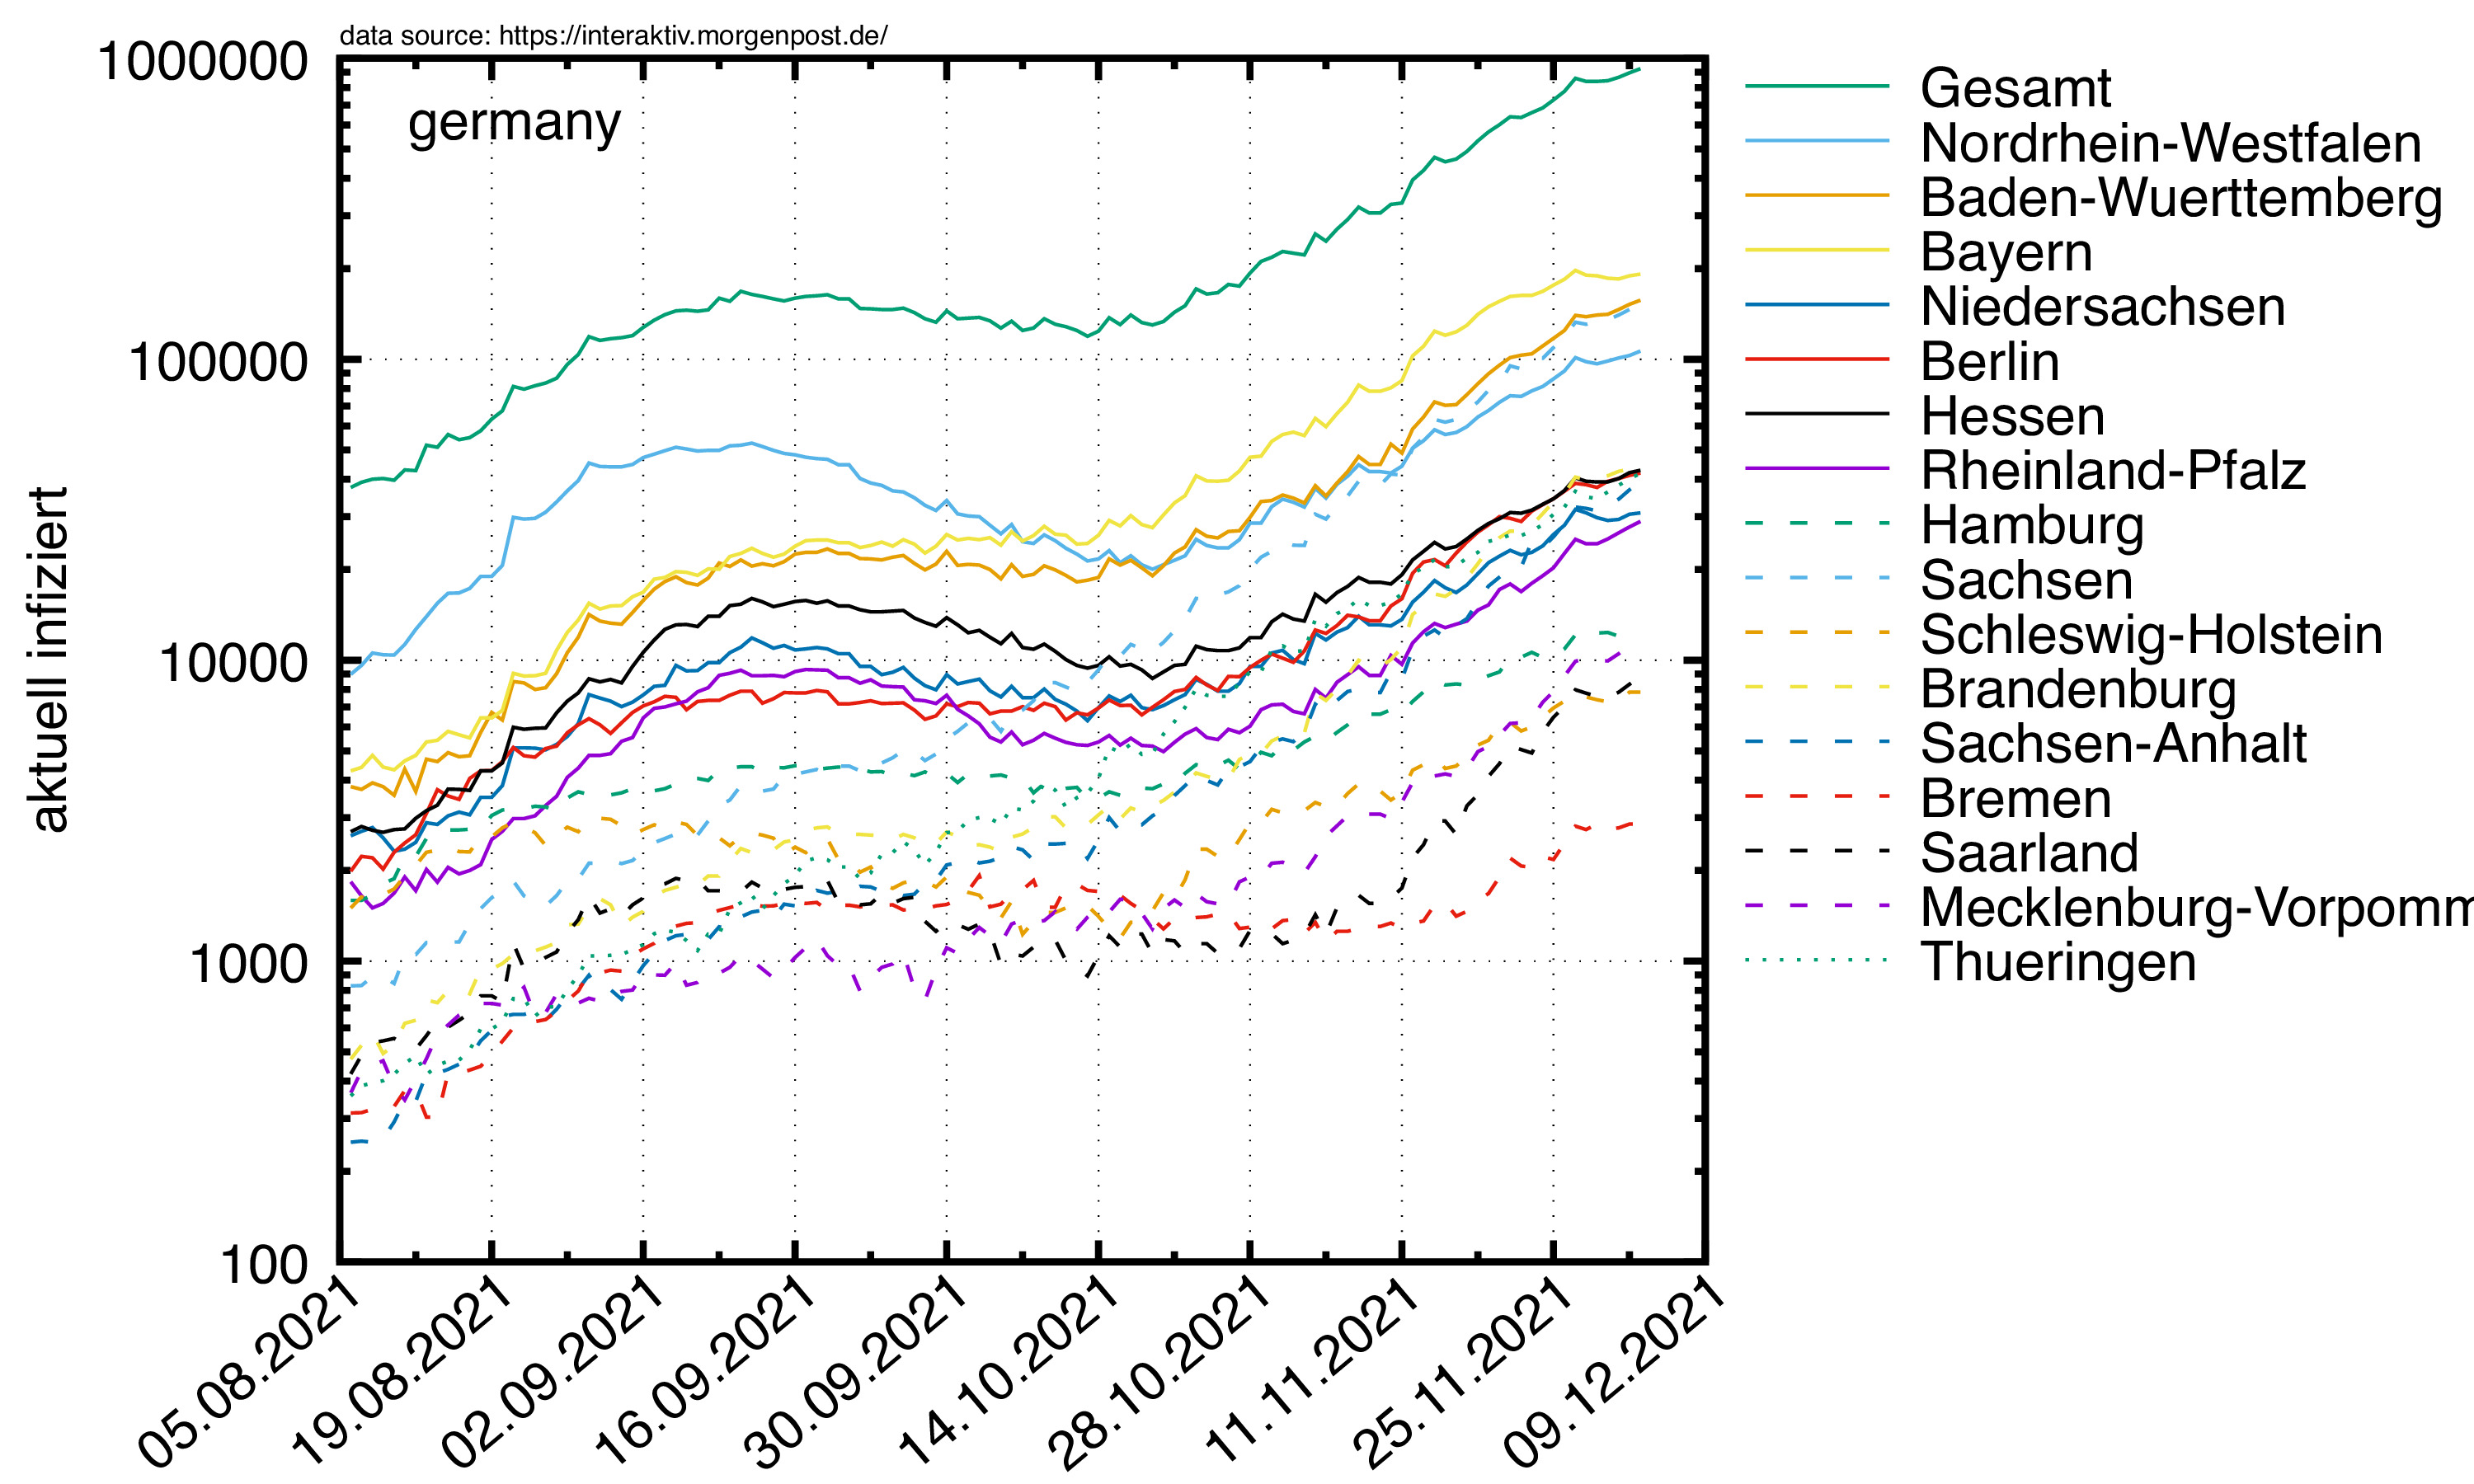 data source: https://interaktiv.morgenpost.de/
germany
aktuell infiziert
1000000
100000
10000
1000
100
05.08.2021
19.08.2021
02.09.2021
16.09.2021
30.09.2021
14.10.2021
28.10.2021
11.11.2021
25.11.2021
09.12.2021
Gesamt
Nordrhein-Westfalen
Baden-Wuerttemberg
Bayern
Niedersachsen
Berlin
Hessen
Rheinland-Pfalz
Hamburg
Sachsen
Schleswig-Holstein
Brandenburg
Sachsen-Anhalt
Bremen
Saarland
Mecklenburg-Vorpomm
Thueringen